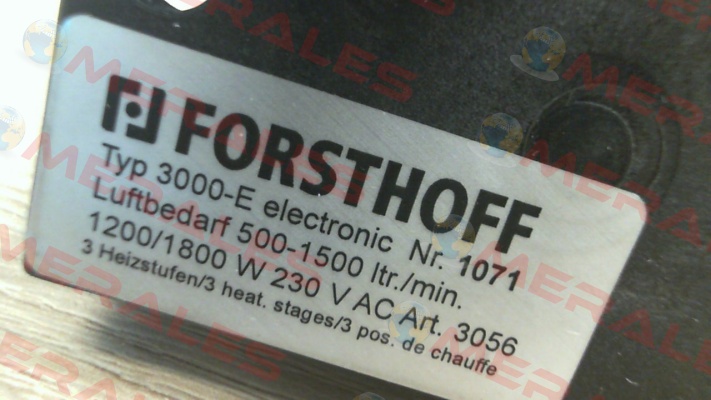 FORSTHOFF
Typ 3000-E electronic Nr. 1071
Luftbedarf 500-1500 ltr./min.
1200/1800 W 230 V AC Art. 3056
3 Heizstufen/3 heat. stages/3 pos. de chauffe
MERALES